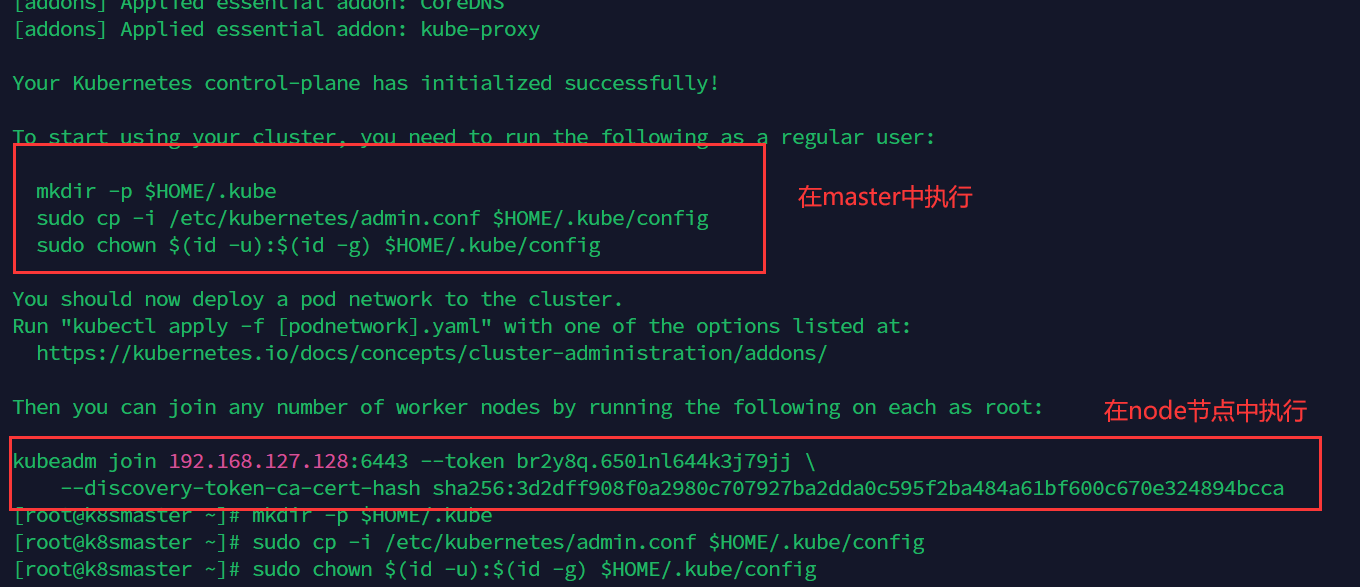 [addons] Applied essential addon: CoreDNS
[addons] Applied essential addon: kube-proxy
Your Kubernetes control-plane has initialized successfully!
To start using your cluster, you need to run the following as a regular user:
mkdir -p $HOME/.kube
在master中执行
sudo cp -i /etc/kubernetes/admin.conf $HOME/.kube/config
sudo chown $(id -u):$(id -g) $HOME/.kube/config
You should now deploy a pod network to the cluster.
Run "kubectl apply -f [podnetwork].yaml" with one of the options listed at:
https://kubernetes.io/docs/concepts/cluster-administration/addons/
Then you can join any number of worker nodes by running the following on each as root:
在node节点中执行
kubeadm join 192.168.127.128:6443 --token br2y8q.6501nl644k3j79jj \
--discovery-token-ca-cert-hash sha256:3d2dff908f0a2980c707927ba2dda0c595f2ba484a61bf600c670e324894bcca
[root@k8smaster ~]# mkdir -p $HOME/.kube
[root@k8smaster ~]# sudo cp -i /etc/kubernetes/admin.conf $HOME/.kube/config
[root@k8smaster ~]# sudo chown $(id -u):$(id -g) $HOME/.kube/config